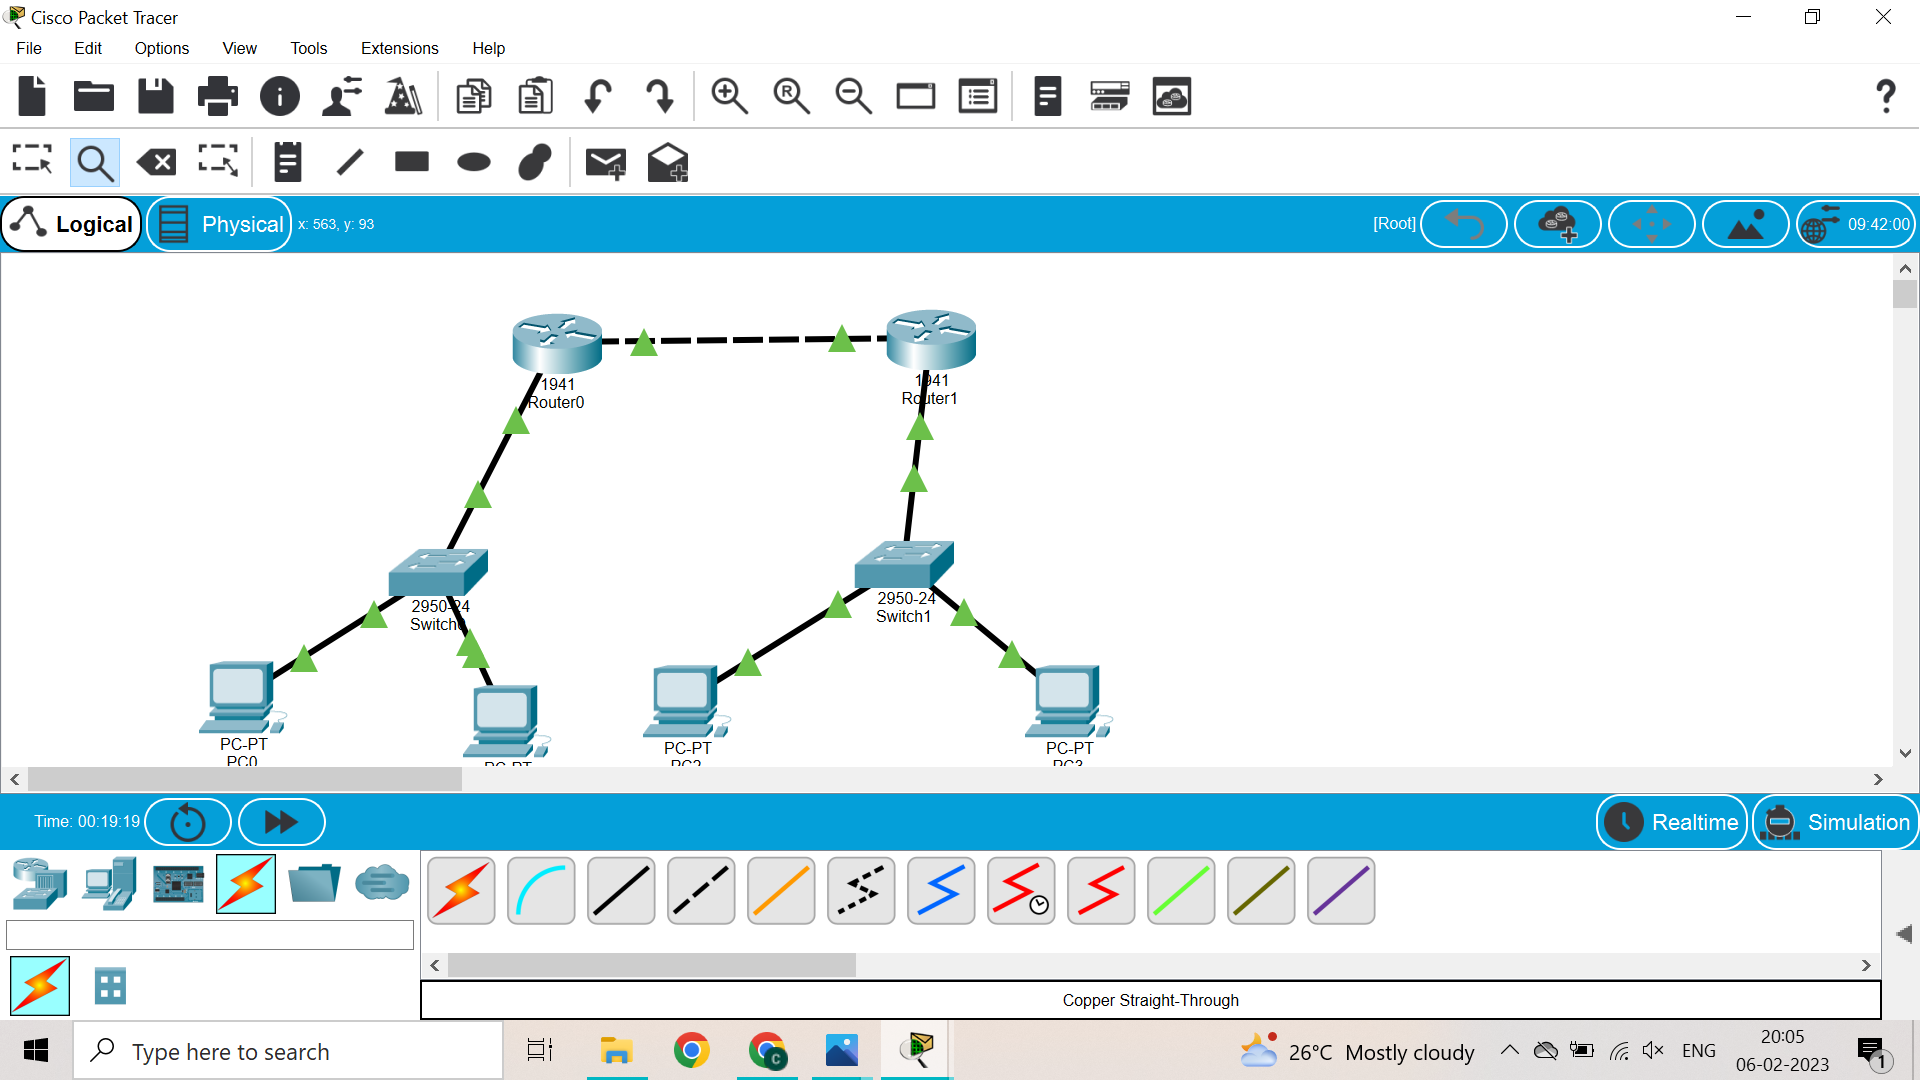 Cisco Packet Tracer
File Edit Options View Tools Extensions Help
Logical Physical x: 563, y: 93 [Root] 09:42:00
1941
Router0
1941
Router1
2950-24
Switch0
2950-24
Switch1
PC-PT
PC0
PC-PT
PC-PT
PC2
PC-PT
PC3
Time: 00:19:19 Realtime Simulation
Copper Straight-Through
Type here to search
26°C Mostly cloudy
ENG
20:05
06-02-2023
1